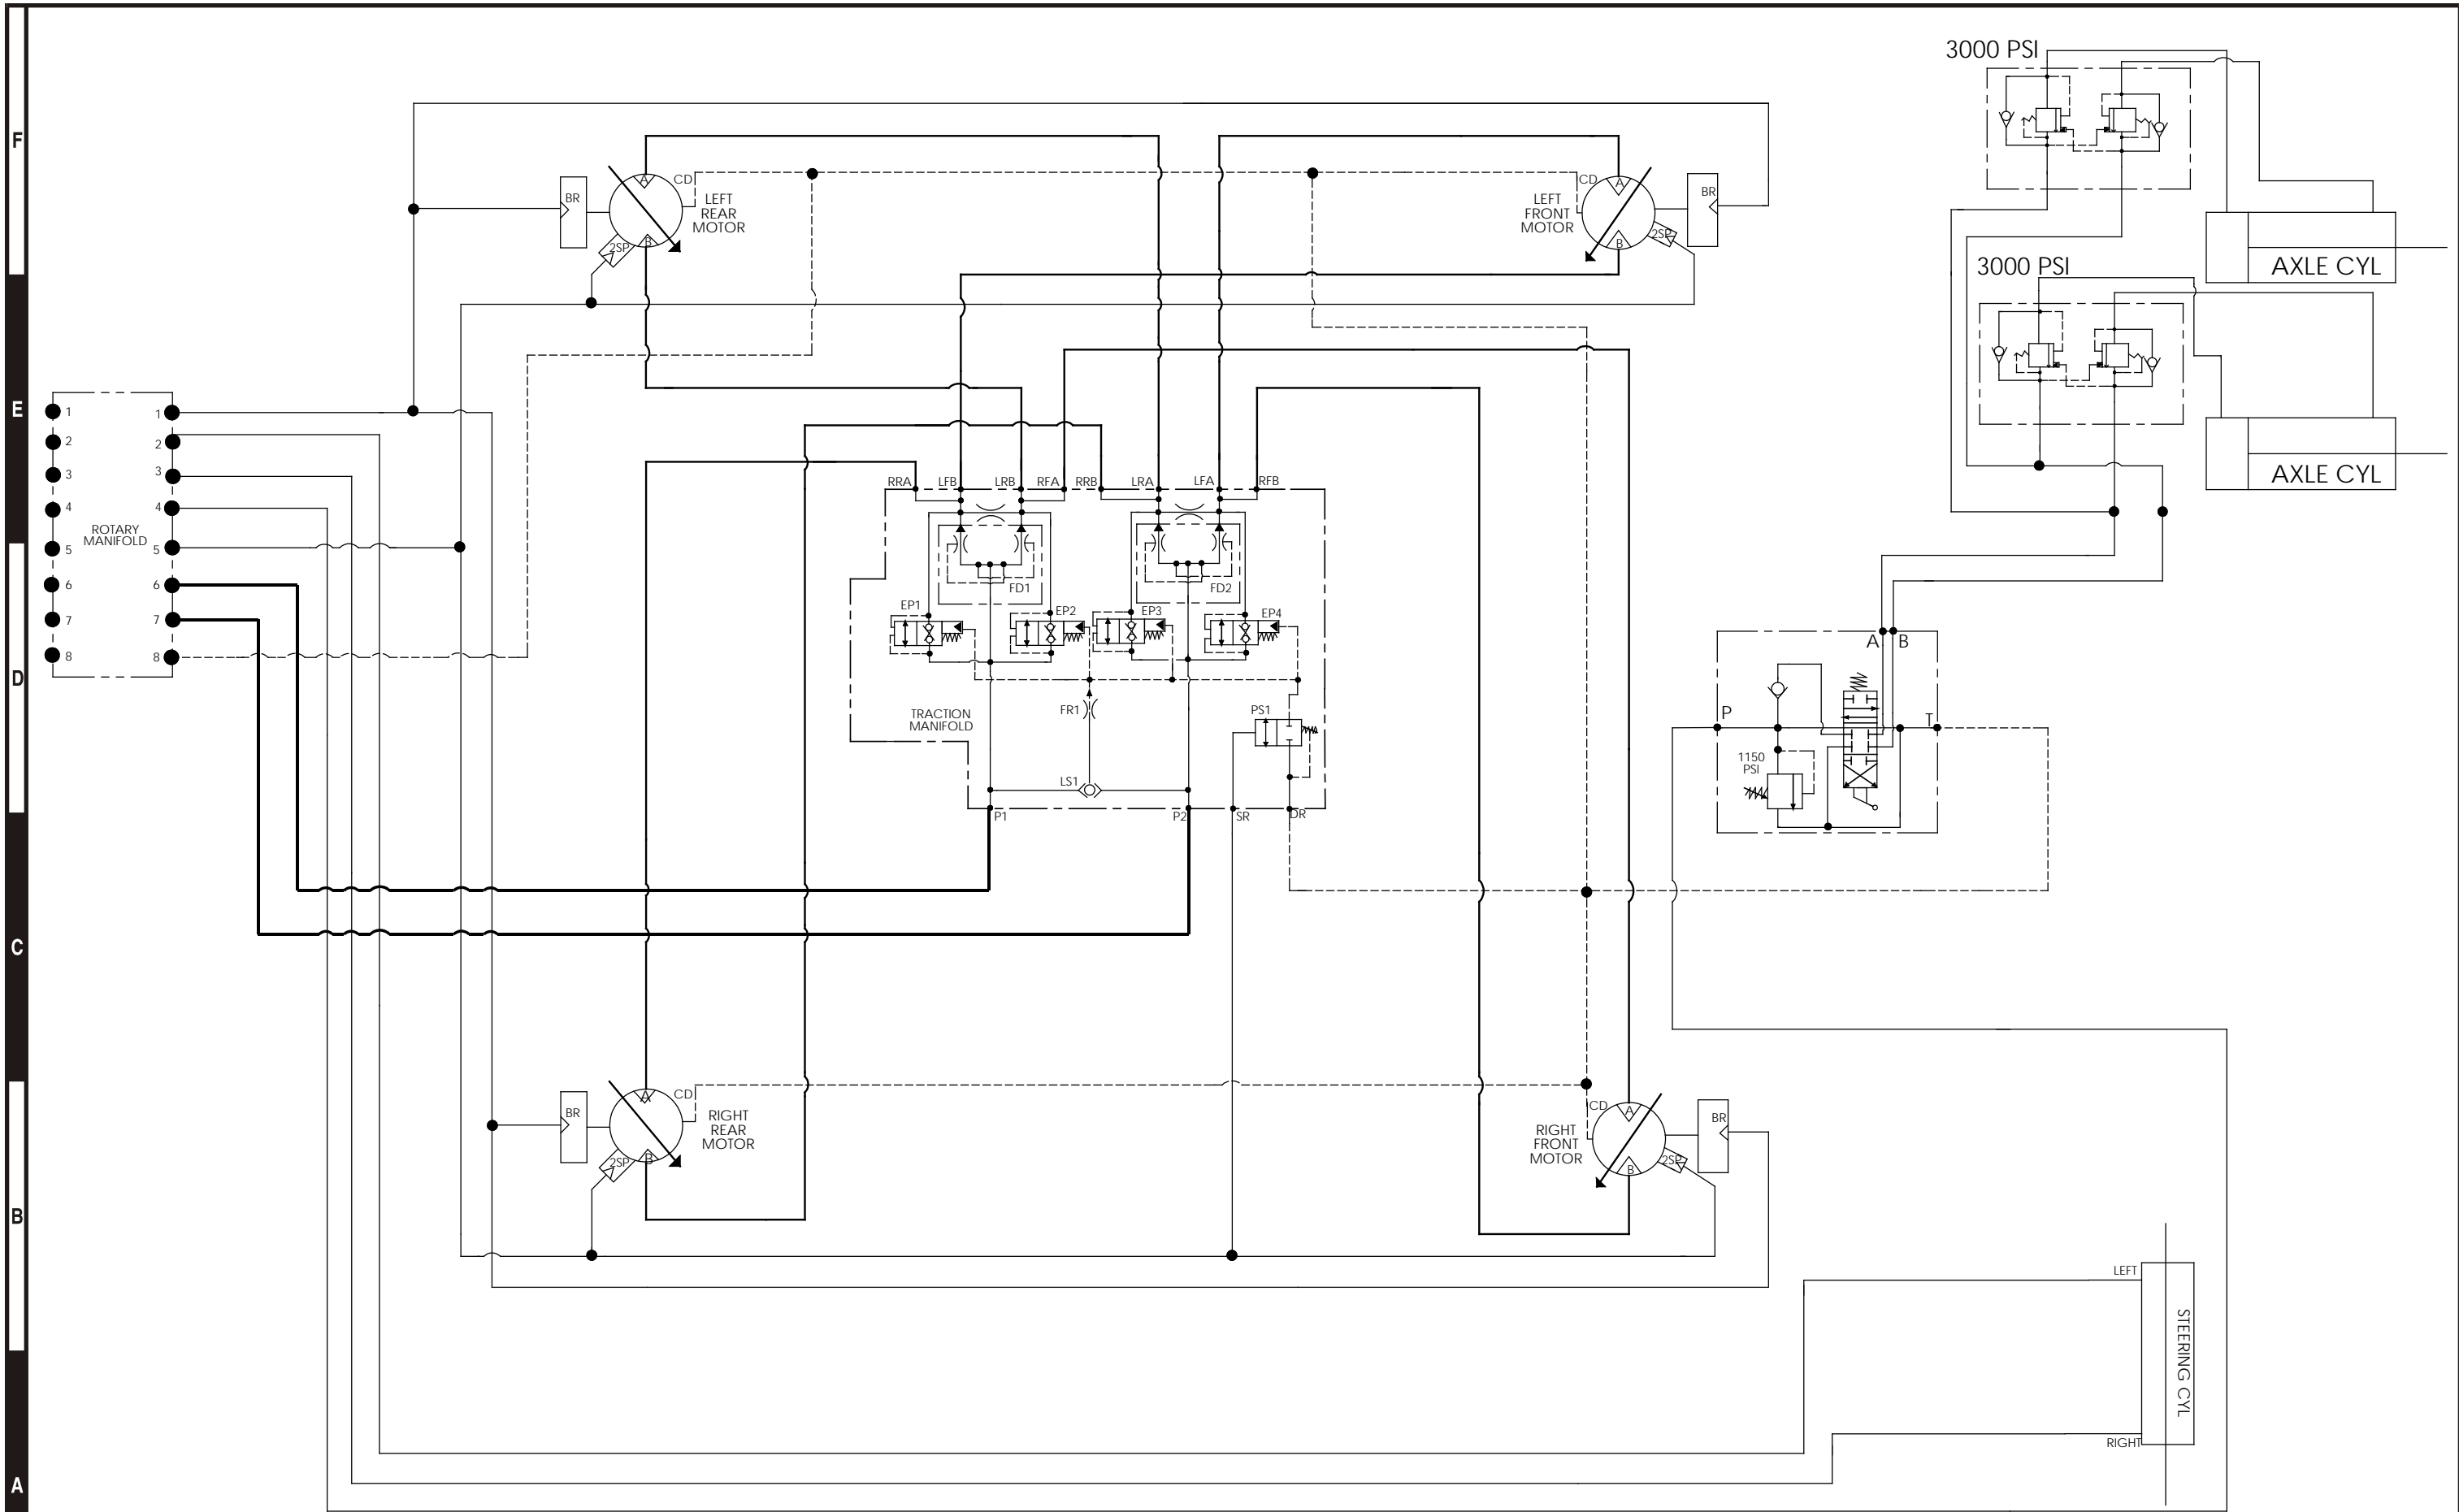 3000 PSI
F
BR
A
CD
LEFT
REAR
MOTOR
B
2SP
CD
A
LEFT
FRONT
MOTOR
B
2SP
BR
3000 PSI
AXLE CYL
AXLE CYL
E
1
2
3
4
5
6
7
8
ROTARY
MANIFOLD
1
2
3
4
5
6
7
8
RRA
LFB
LRB
RFA
RRB
LRA
LFA
RFB
FD1
FD2
EP1
EP2
EP3
EP4
D
TRACTION
MANIFOLD
FR1
PS1
LS1
P1
P2
SR
DR
A
B
P
T
1150
PSI
C
BR
A
CD
RIGHT
REAR
MOTOR
B
2SP
CD
A
RIGHT
FRONT
MOTOR
B
2SP
BR
B
LEFT
STEERING CYL
RIGHT
A